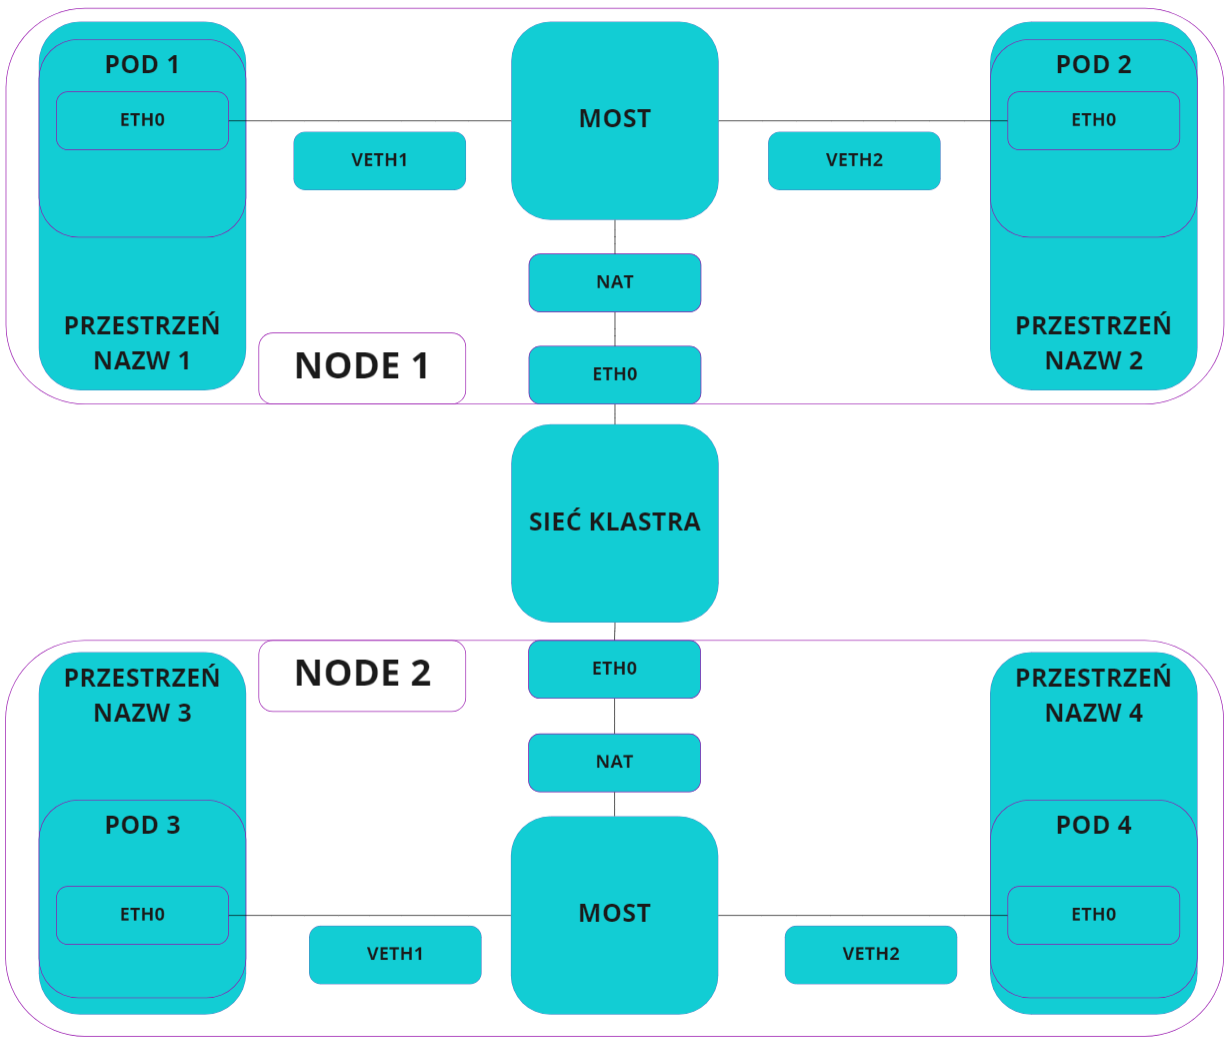 POD 1
ETH0
PRZESTRZEŃ
NAZW 1
VETH1
MOST
VETH2
POD 2
ETH0
PRZESTRZEŃ
NAZW 2
NAT
NODE 1
ETH0
SIEĆ KLASTRA
NODE 2
ETH0
NAT
PRZESTRZEŃ
NAZW 3
POD 3
ETH0
VETH1
MOST
VETH2
PRZESTRZEŃ
NAZW 4
POD 4
ETH0